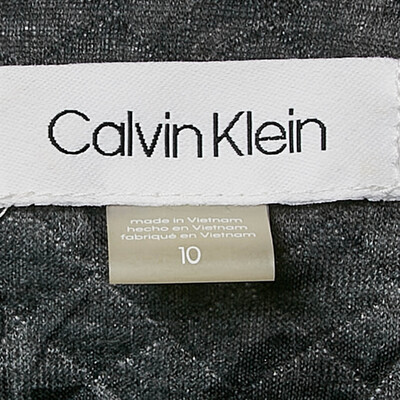 Calvin Klein
made in Vietnam
hecho en Vietnam
fabriqué en Vietnam
10